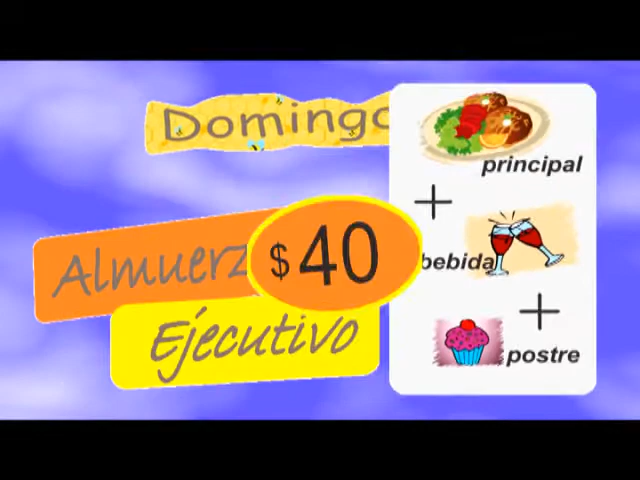 Domingo
principal
+
Almuerz
$40
bebida
+
Ejecutivo
postre